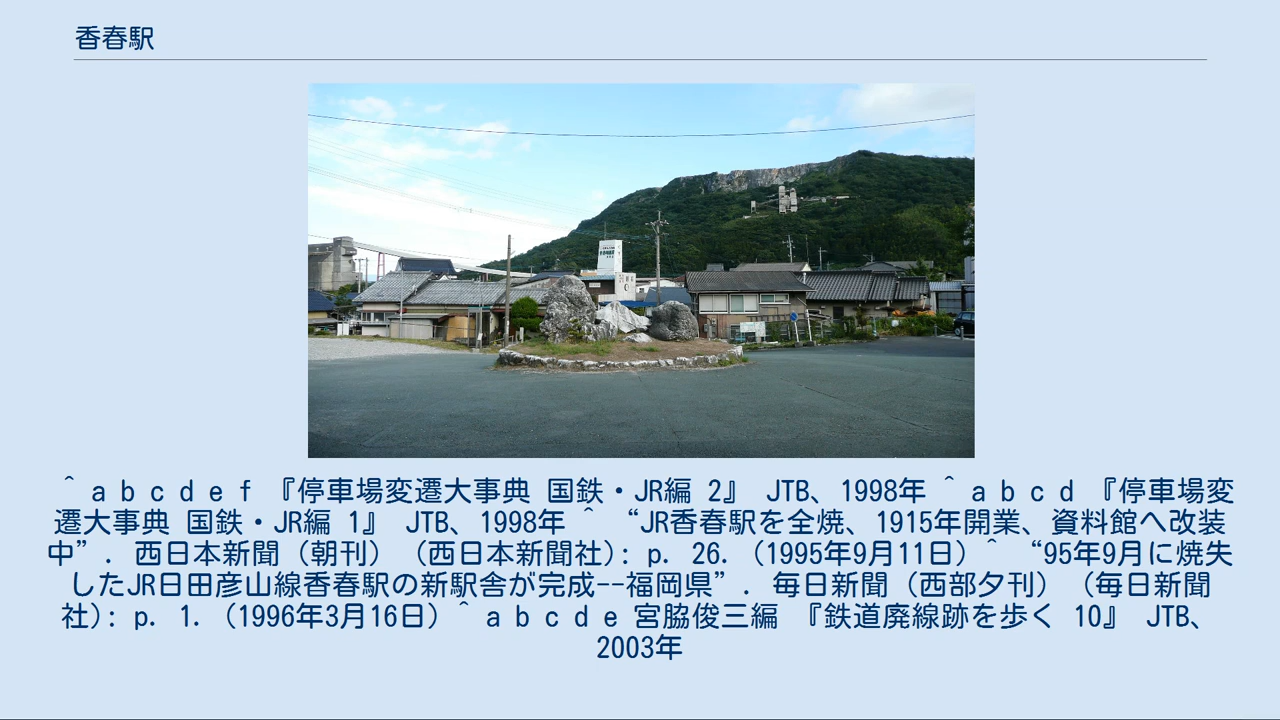 香春駅
^ a b c d e f 『停車場変遷大事典 国鉄・JR編 2』 JTB、1998年 ^ a b c d 『停車場変
遷大事典 国鉄・JR編 1』 JTB、1998年 ^ “JR香春駅を全焼、1915年開業、資料館へ改装
中”. 西日本新聞（朝刊）（西日本新聞社）: p. 26. （1995年9月11日）^ “95年9月に焼失
したJR日田彦山線香春駅の新駅舎が完成--福岡県”. 毎日新聞（西部夕刊）（毎日新聞
社）: p. 1. （1996年3月16日）^ a b c d e 宮脇俊三編 『鉄道廃線跡を歩く 10』 JTB、
2003年